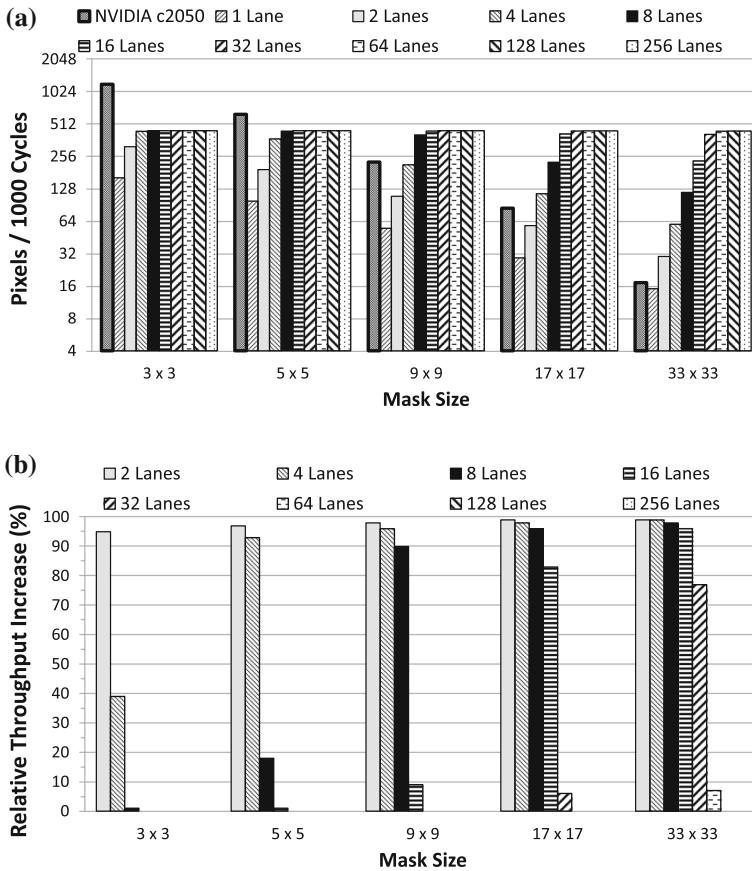 (a)
NVIDIA c2050 1 Lane 2 Lanes 4 Lanes 8 Lanes
16 Lanes 32 Lanes 64 Lanes 128 Lanes 256 Lanes
Pixels / 1000 Cycles
2048
1024
512
256
128
64
32
16
8
4
3 x 3 5 x 5 9 x 9 17 x 17 33 x 33
Mask Size
(b)
2 Lanes 4 Lanes 8 Lanes 16 Lanes
32 Lanes 64 Lanes 128 Lanes 256 Lanes
Relative Throughput Increase (%)
100
90
80
70
60
50
40
30
20
10
0
3 x 3 5 x 5 9 x 9 17 x 17 33 x 33
Mask Size